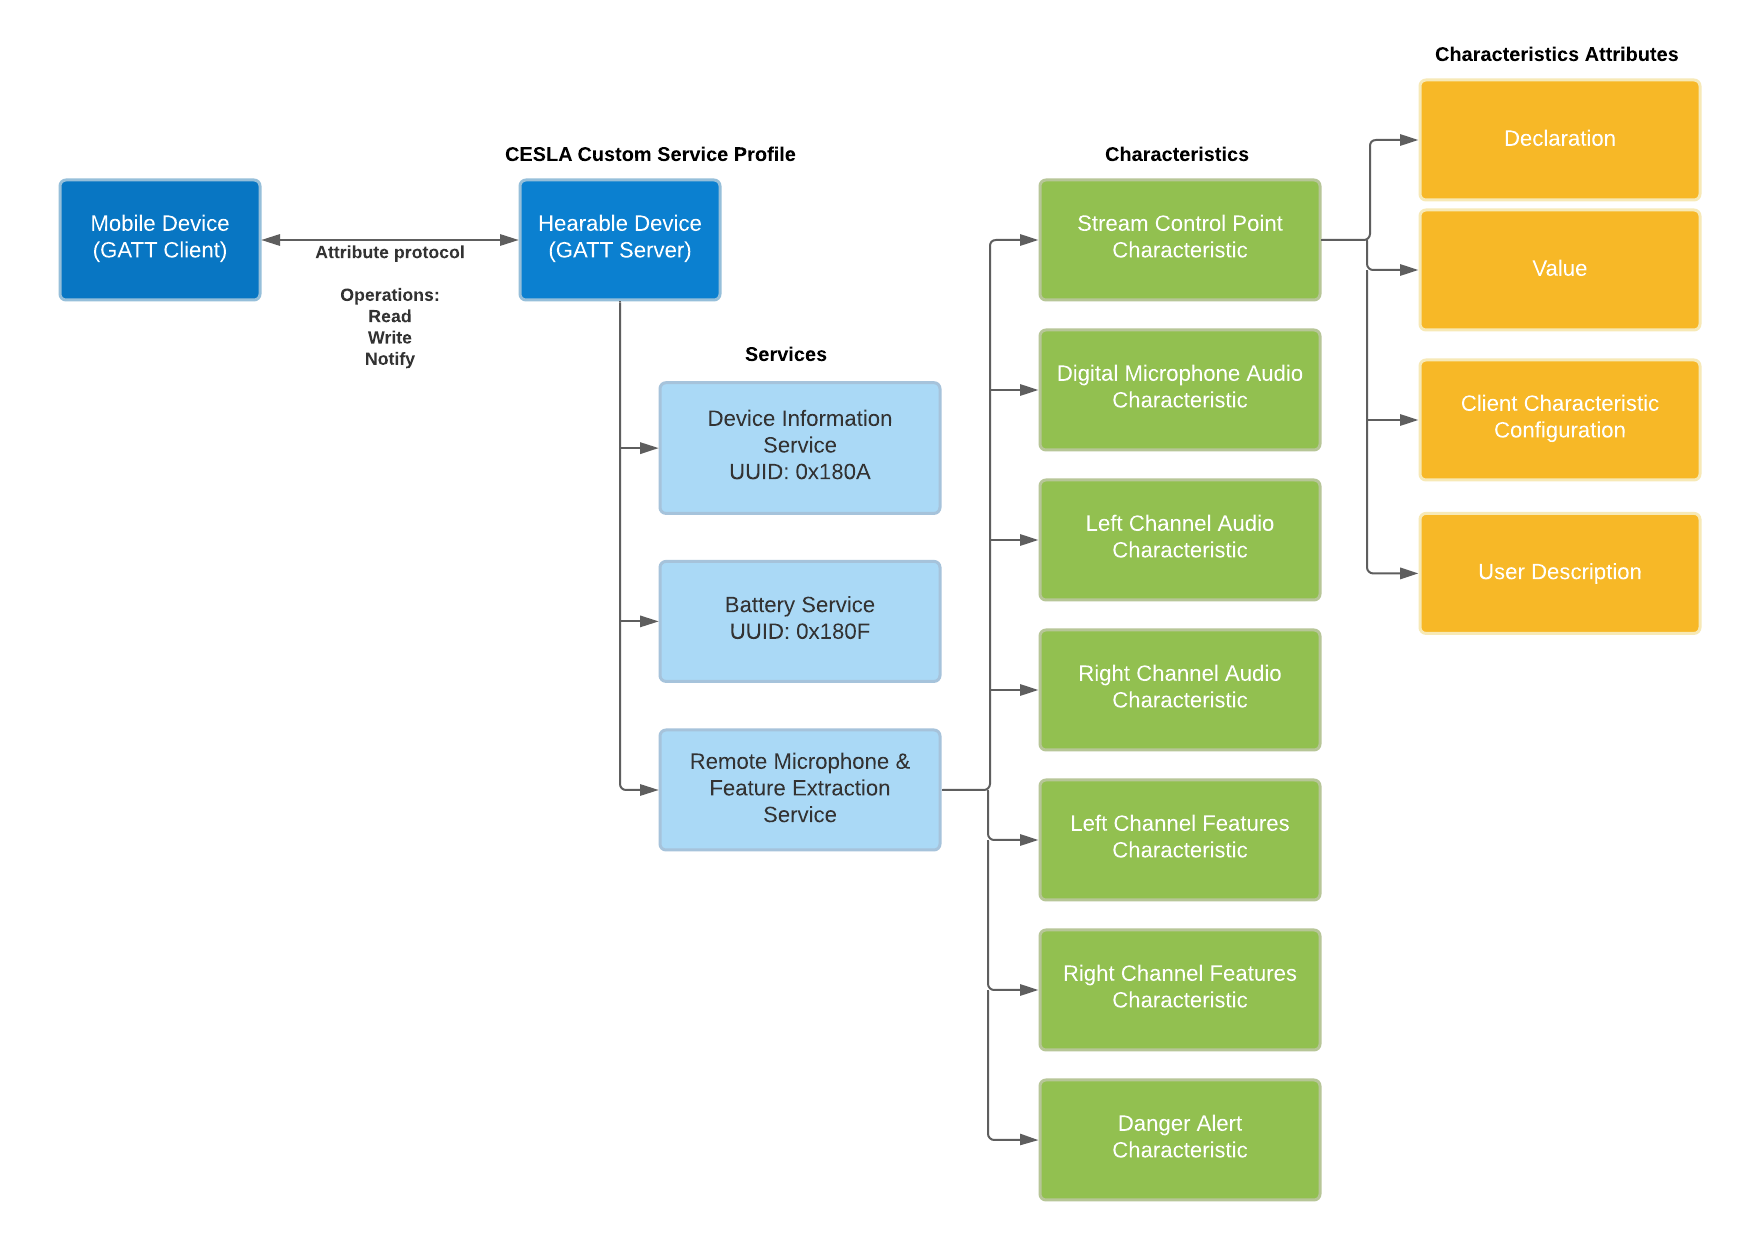 Characteristics Attributes
Declaration
CESLA Custom Service Profile
Characteristics
Mobile Device
(GATT Client)
Attribute protocol
Operations:
Read
Write
Notify
Hearable Device
(GATT Server)
Services
Device Information
Service
UUID: 0x180A
Battery Service
UUID: 0x180F
Remote Microphone &
Feature Extraction
Service
Stream Control Point
Characteristic
Digital Microphone Audio
Characteristic
Left Channel Audio
Characteristic
Right Channel Audio
Characteristic
Left Channel Features
Characteristic
Right Channel Features
Characteristic
Danger Alert
Characteristic
Value
Client Characteristic
Configuration
User Description